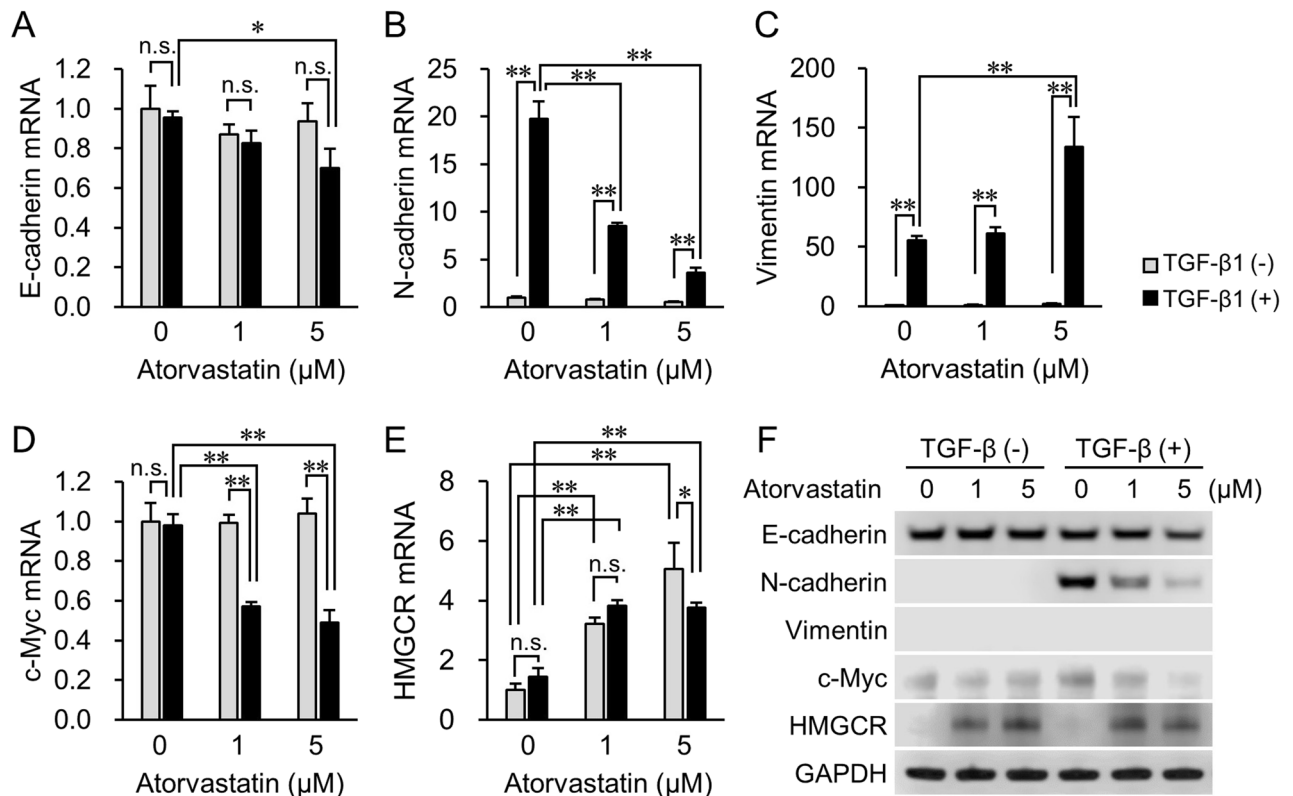 A
E-cadherin mRNA
1.2
1.0
0.8
0.6
0.4
0.2
0.0
n.s.
n.s.
n.s.
*
0 1 5
Atorvastatin (μM)
B
N-cadherin mRNA
25
20
15
10
5
0
**
**
**
**
**
0 1 5
Atorvastatin (μM)
C
Vimentin mRNA
200
150
100
50
0
**
**
**
**
0 1 5
Atorvastatin (μM)
TGF-β1 (-)
TGF-β1 (+)
D
c-Myc mRNA
1.2
1.0
0.8
0.6
0.4
0.2
0.0
n.s.
**
**
**
**
0 1 5
Atorvastatin (μM)
E
HMGCR mRNA
8
6
4
2
0
**
**
**
**
*
n.s.
n.s.
0 1 5
Atorvastatin (μM)
F
TGF-β (-) TGF-β (+)
Atorvastatin 0 1 5 0 1 5 (μM)
E-cadherin
N-cadherin
Vimentin
c-Myc
HMGCR
GAPDH